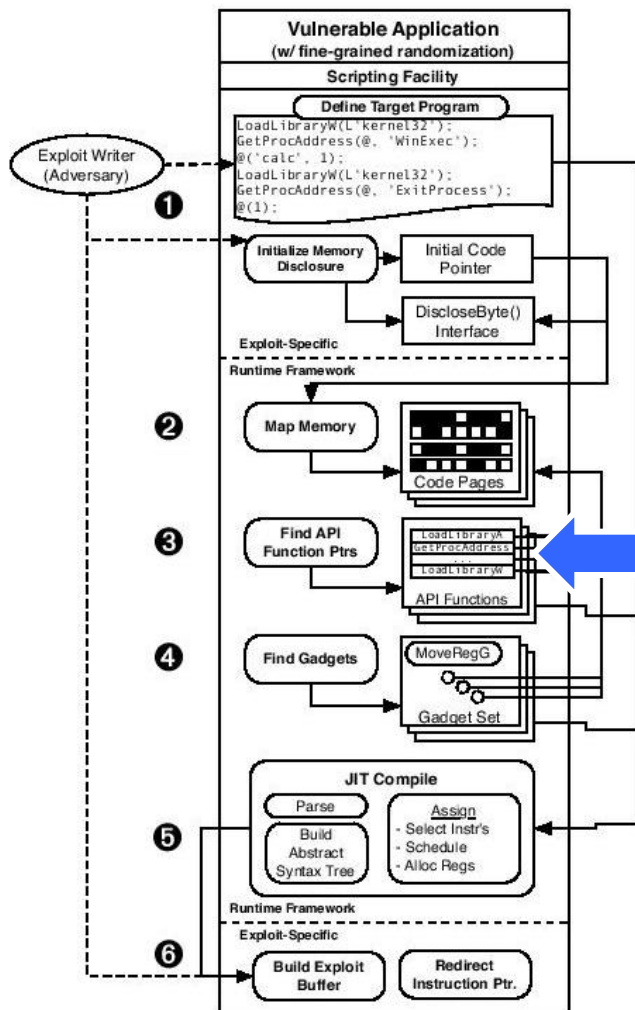 Vulnerable Application
(w/ fine-grained randomization)
Scripting Facility
Define Target Program
LoadLibraryW(L'kernel32');
GetProcAddress(@, 'WinExec');
@('calc', 1);
LoadLibraryW(L'kernel32');
GetProcAddress(@, 'ExitProcess');
@(1);
Exploit Writer
(Adversary)
❶
Initialize Memory
Disclosure
Initial Code
Pointer
DiscloseByte()
Interface
Exploit-Specific
Runtime Framework
❷
Map Memory
Code Pages
❸
Find API
Function Ptrs
LoadLibraryA
GetProcAddress
...
LoadLibraryW
API Functions
❹
Find Gadgets
MoveRegG
Gadget Set
JIT Compile
❺
Parse
Build
Abstract
Syntax Tree
Assign
- Select Instr's
- Schedule
- Alloc Regs
Runtime Framework
Exploit-Specific
❻
Build Exploit
Buffer
Redirect
Instruction Ptr.